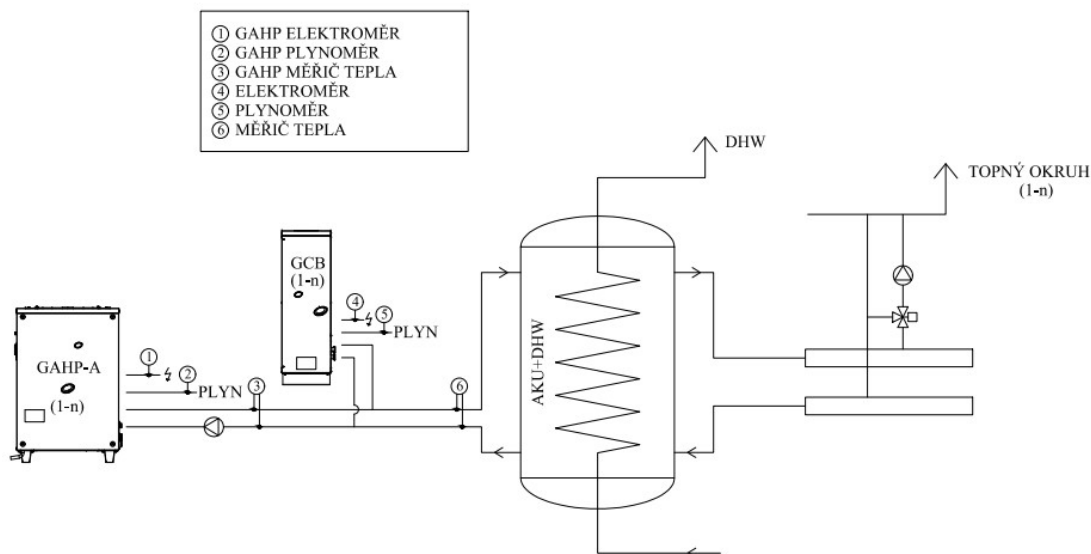 ① GAHP ELEKTROMĚR
② GAHP PLYNOMĚR
③ GAHP MĚŘIČ TEPLA
④ ELEKTROMĚR
⑤ PLYNOMĚR
⑥ MĚŘIČ TEPLA
DHW
TOPNÝ OKRUH
(1-n)
GCB
(1-n)
④
⑤
PLYN
GAHP-A
(1-n)
①
②
PLYN
③
⑥
AKU+DHW